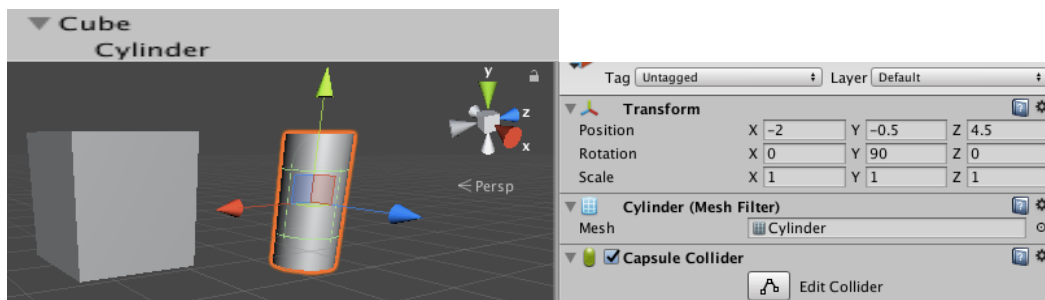 Cube
Cylinder
y
z
x
Persp
Tag Untagged Layer Default
Transform
Position X -2 Y -0.5 Z 4.5
Rotation X 0 Y 90 Z 0
Scale X 1 Y 1 Z 1
Cylinder (Mesh Filter)
Mesh Cylinder
Capsule Collider
Edit Collider